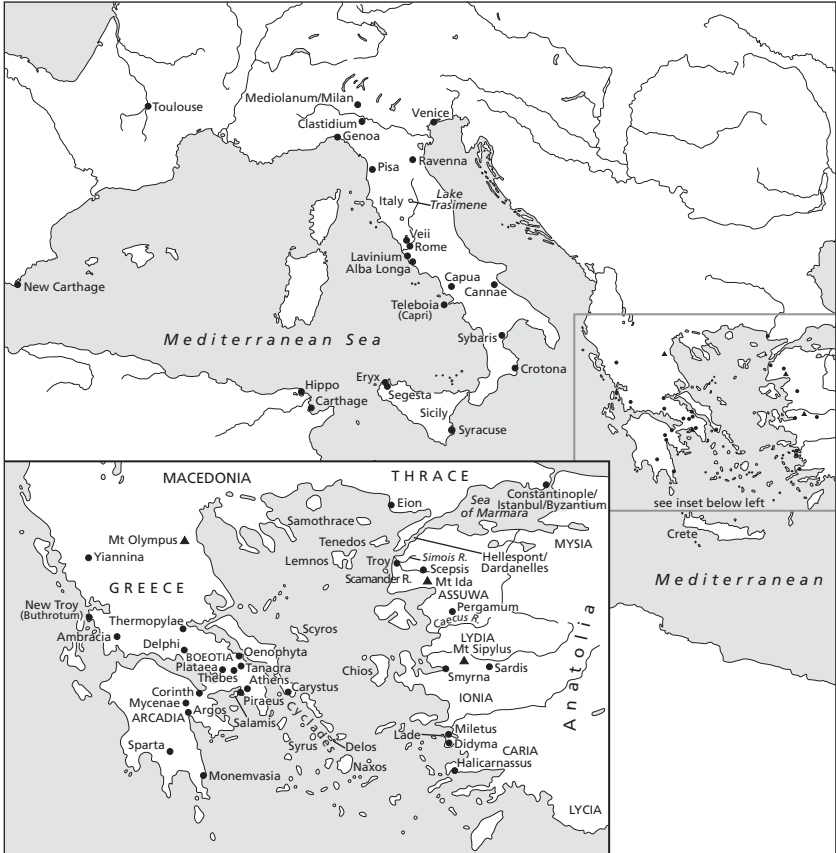 Toulouse
Mediolanum/Milan
Clastidium
Genoa
Venice
Pisa
Ravenna
Italy
Lake
Trasimene
Veii
Rome
Lavinium
Alba Longa
New Carthage
Capua
Cannae
Teleboia
(Capri)
Mediterranean Sea
Sybaris
Crotona
Eryx
Segesta
Hippo
Carthage
Sicily
Syracuse
see inset below left
Crete
Mediterranean
MACEDONIA
THRACE
Eion
Sea
of Marmara
Constantinople/
Istanbul/Byzantium
Samothrace
Mt Olympus
Tenedos
MYSIA
Yiannina
Lemnos
Troy
Simois R.
Hellespont/
Dardanelles
Scepsis
Scamander R.
Mt Ida
GREECE
ASSUWA
New Troy
(Buthrotum)
Thermopylae
Pergamum
Caecus R.
Ambracia
Scyros
Delphi
BOEOTIA
Oenophyta
LYDIA
Mt Sipylus
Plataea
Tanagra
Thebes
Chios
Sardis
Smyrna
Athens
Corinth
Carystus
Mycenae
Piraeus
IONIA
ARCADIA
Argos
Salamis
Cyclades
Anatolia
Sparta
Syrus
Delos
Lade
Miletus
Didyma
Naxos
CARIA
Monemvasia
Halicarnassus
LYCIA